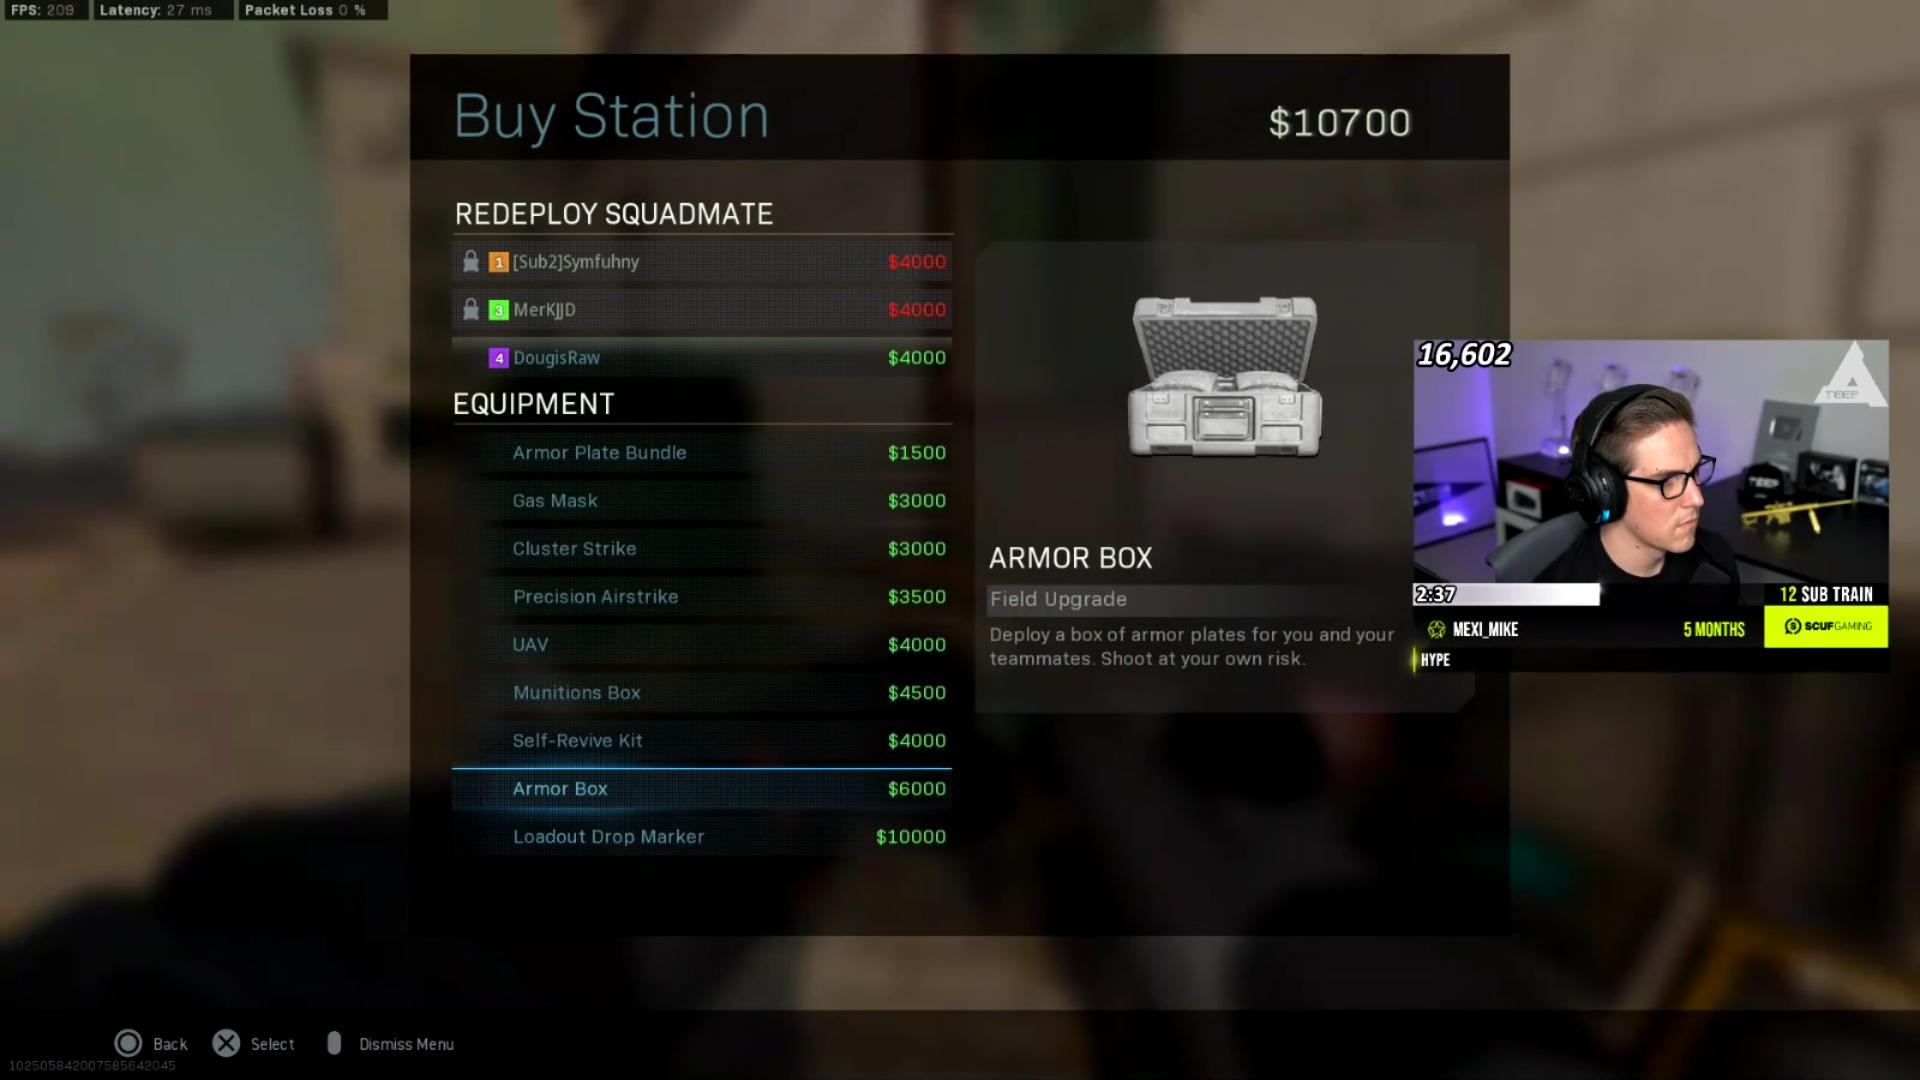 FPS: 209 Latency: 27 ms Packet Loss 0 %
Buy Station
$10700
REDEPLOY SQUADMATE
1 [Sub2]Symfuhny $4000
3 MerKJJD $4000
4 DougisRaw $4000
EQUIPMENT
Armor Plate Bundle $1500
Gas Mask $3000
Cluster Strike $3000
Precision Airstrike $3500
UAV $4000
Munitions Box $4500
Self-Revive Kit $4000
Armor Box $6000
Loadout Drop Marker $10000
ARMOR BOX
Field Upgrade
Deploy a box of armor plates for you and your
teammates. Shoot at your own risk.
16,602
TEEP
TEEP
2:37
12 SUB TRAIN
MEXI_MIKE 5 MONTHS
SCUFGAMING
HYPE
Back Select Dismiss Menu
102505842007585642045